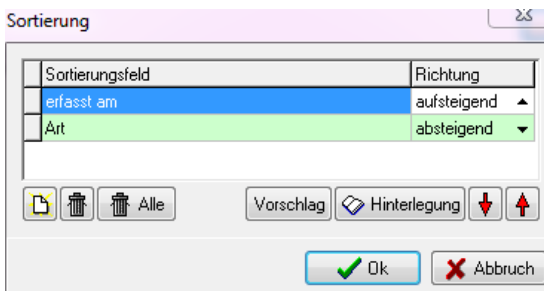 Sortierung
Sortierungsfeld Richtung
erfasst am aufsteigend
Art absteigend
Alle Vorschlag Hinterlegung
Ok Abbruch